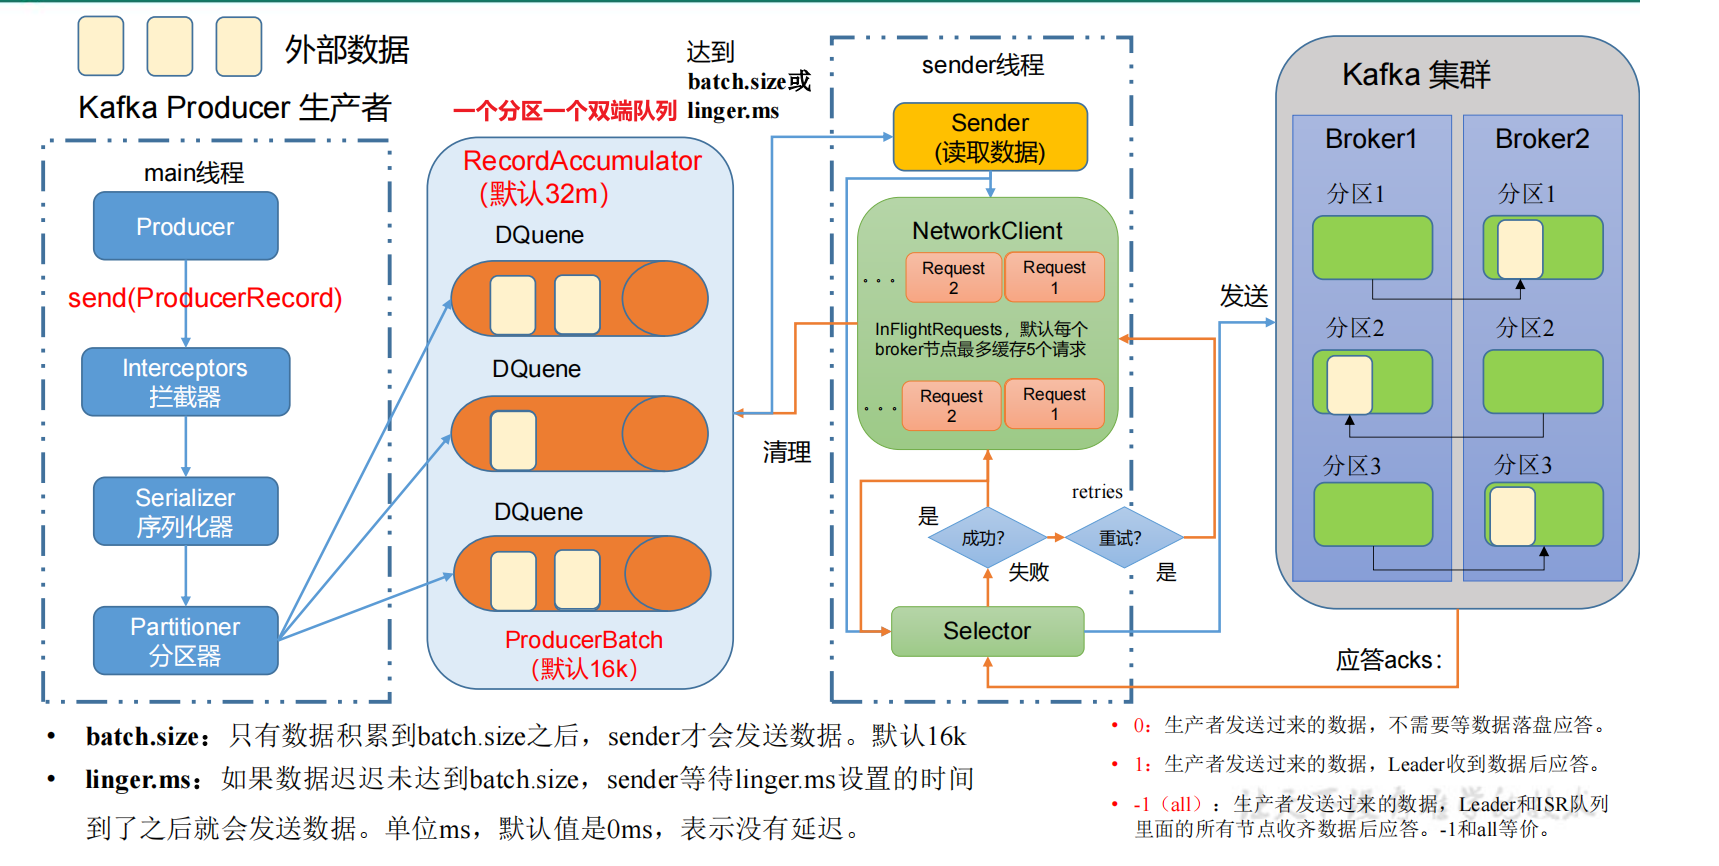 外部数据
Kafka Producer 生产者
main线程
Producer
send(ProducerRecord)
Interceptors
拦截器
Serializer
序列化器
Partitioner
分区器
一个分区一个双端队列
RecordAccumulator
(默认32m)
DQuene
DQuene
DQuene
ProducerBatch
(默认16k)
达到
batch.size或
linger.ms
清理
sender线程
Sender
(读取数据)
NetworkClient
. . .
Request
2
Request
1
InFlightRequests，默认每个
broker节点最多缓存5个请求
. . .
Request
2
Request
1
retries
是
成功?
重试?
失败
是
Selector
发送
Kafka 集群
Broker1
Broker2
分区1
分区1
分区2
分区2
分区3
分区3
应答acks：
• batch.size：只有数据积累到batch.size之后，sender才会发送数据。默认16k
• linger.ms：如果数据迟迟未达到batch.size，sender等待linger.ms设置的时间
到了之后就会发送数据。单位ms，默认值是0ms，表示没有延迟。
• 0：生产者发送过来的数据，不需要等数据落盘应答。
• 1：生产者发送过来的数据，Leader收到数据后应答。
• -1（all）：生产者发送过来的数据，Leader和ISR队列
里面的所有节点收齐数据后应答。-1和all等价。